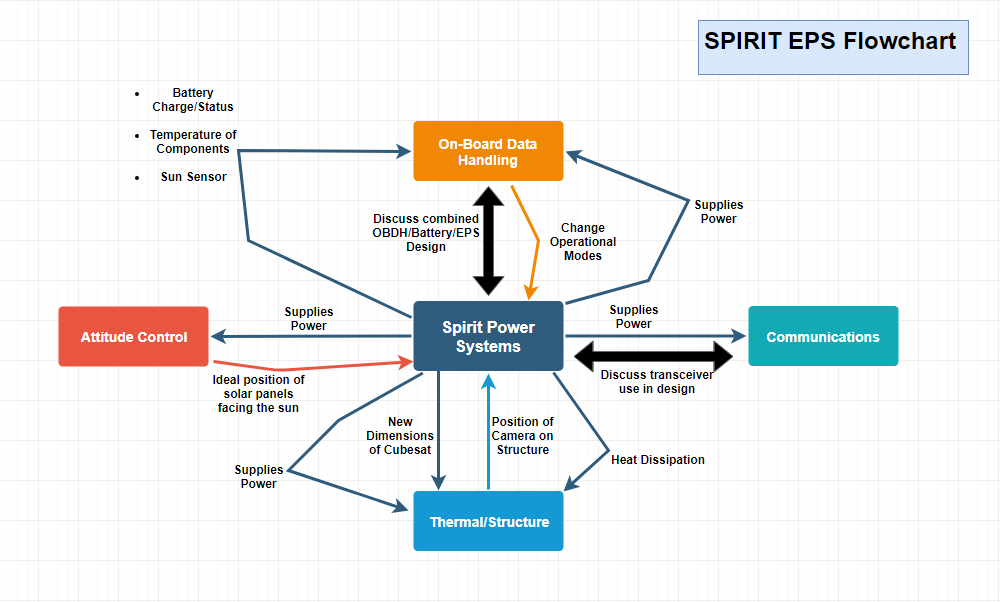 SPIRIT EPS Flowchart
Battery
Charge/Status
Temperature of
Components
Sun Sensor
On-Board Data
Handling
Supplies
Power
Discuss combined
OBDH/Battery/EPS
Design
Change
Operational
Modes
Supplies
Power
Spirit Power
Systems
Supplies
Power
Attitude Control
Communications
Ideal position of
solar panels
facing the sun
Discuss transceiver
use in design
New
Dimensions
of Cubesat
Position of
Camera on
Structure
Supplies
Power
Heat Dissipation
Thermal/Structure